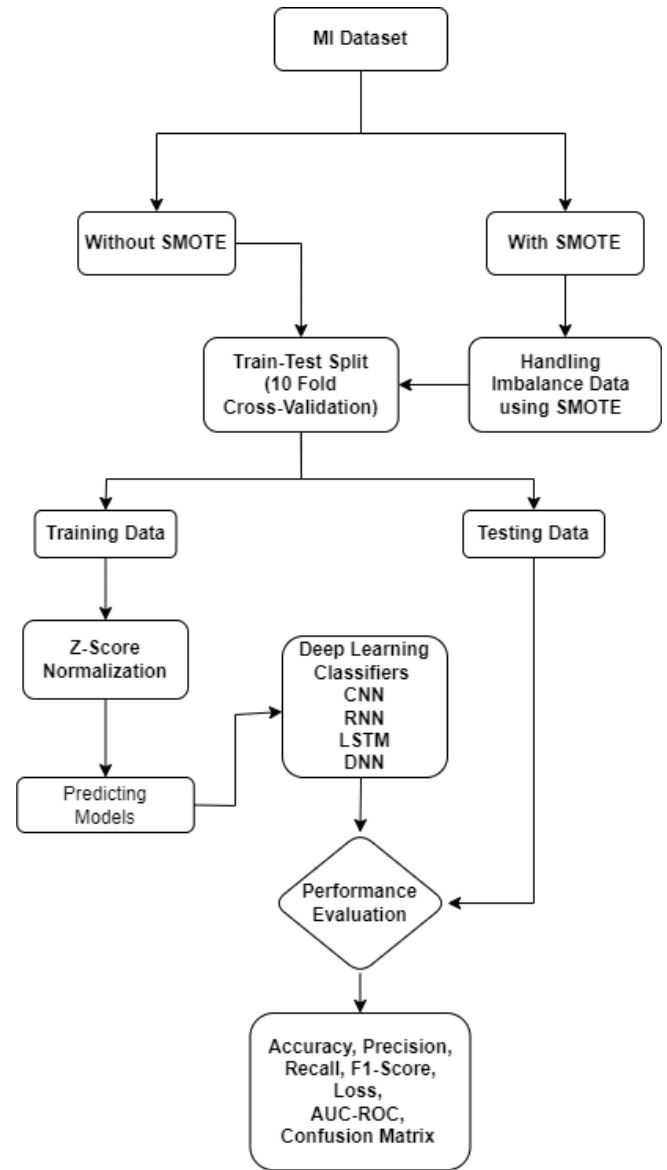 MI Dataset
Without SMOTE
With SMOTE
Train-Test Split
(10 Fold
Cross-Validation)
Handling
Imbalance Data
using SMOTE
Training Data
Testing Data
Z-Score
Normalization
Deep Learning
Classifiers
CNN
RNN
LSTM
DNN
Predicting
Models
Performance
Evaluation
Accuracy, Precision,
Recall, F1-Score,
Loss,
AUC-ROC,
Confusion Matrix